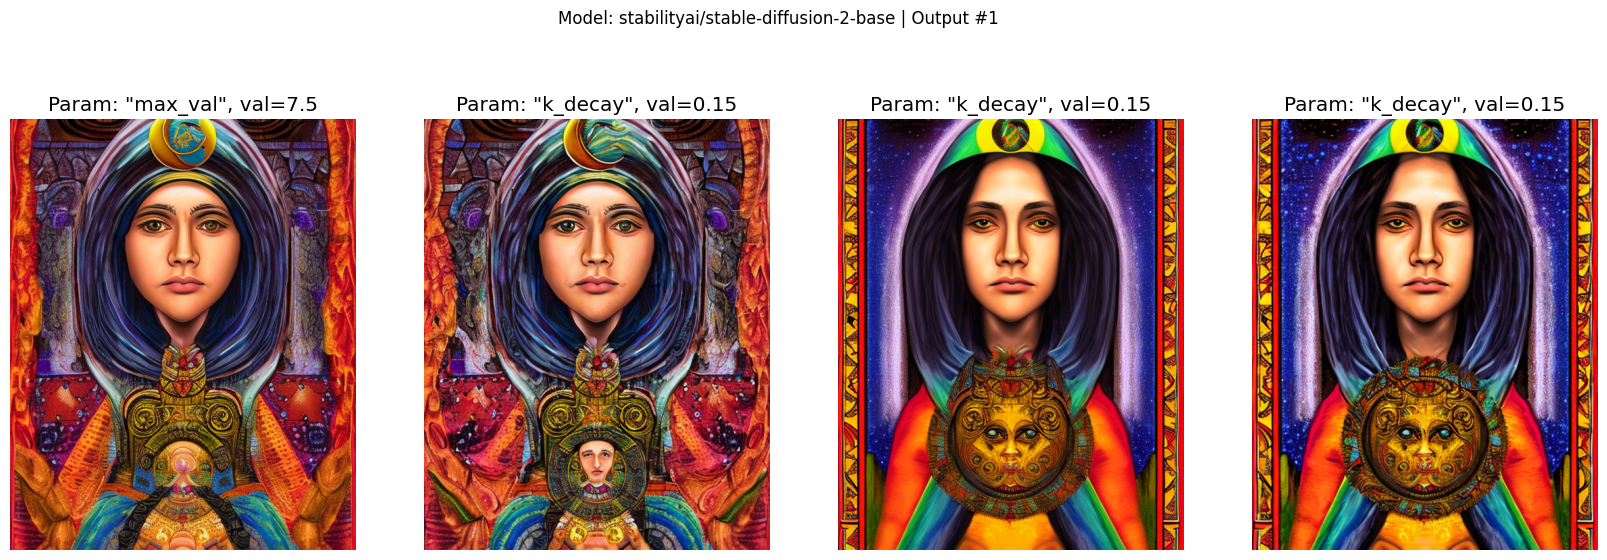 Model: stabilityai/stable-diffusion-2-base | Output #1
Param: "max_val", val=7.5
Param: "k_decay", val=0.15
Param: "k_decay", val=0.15
Param: "k_decay", val=0.15